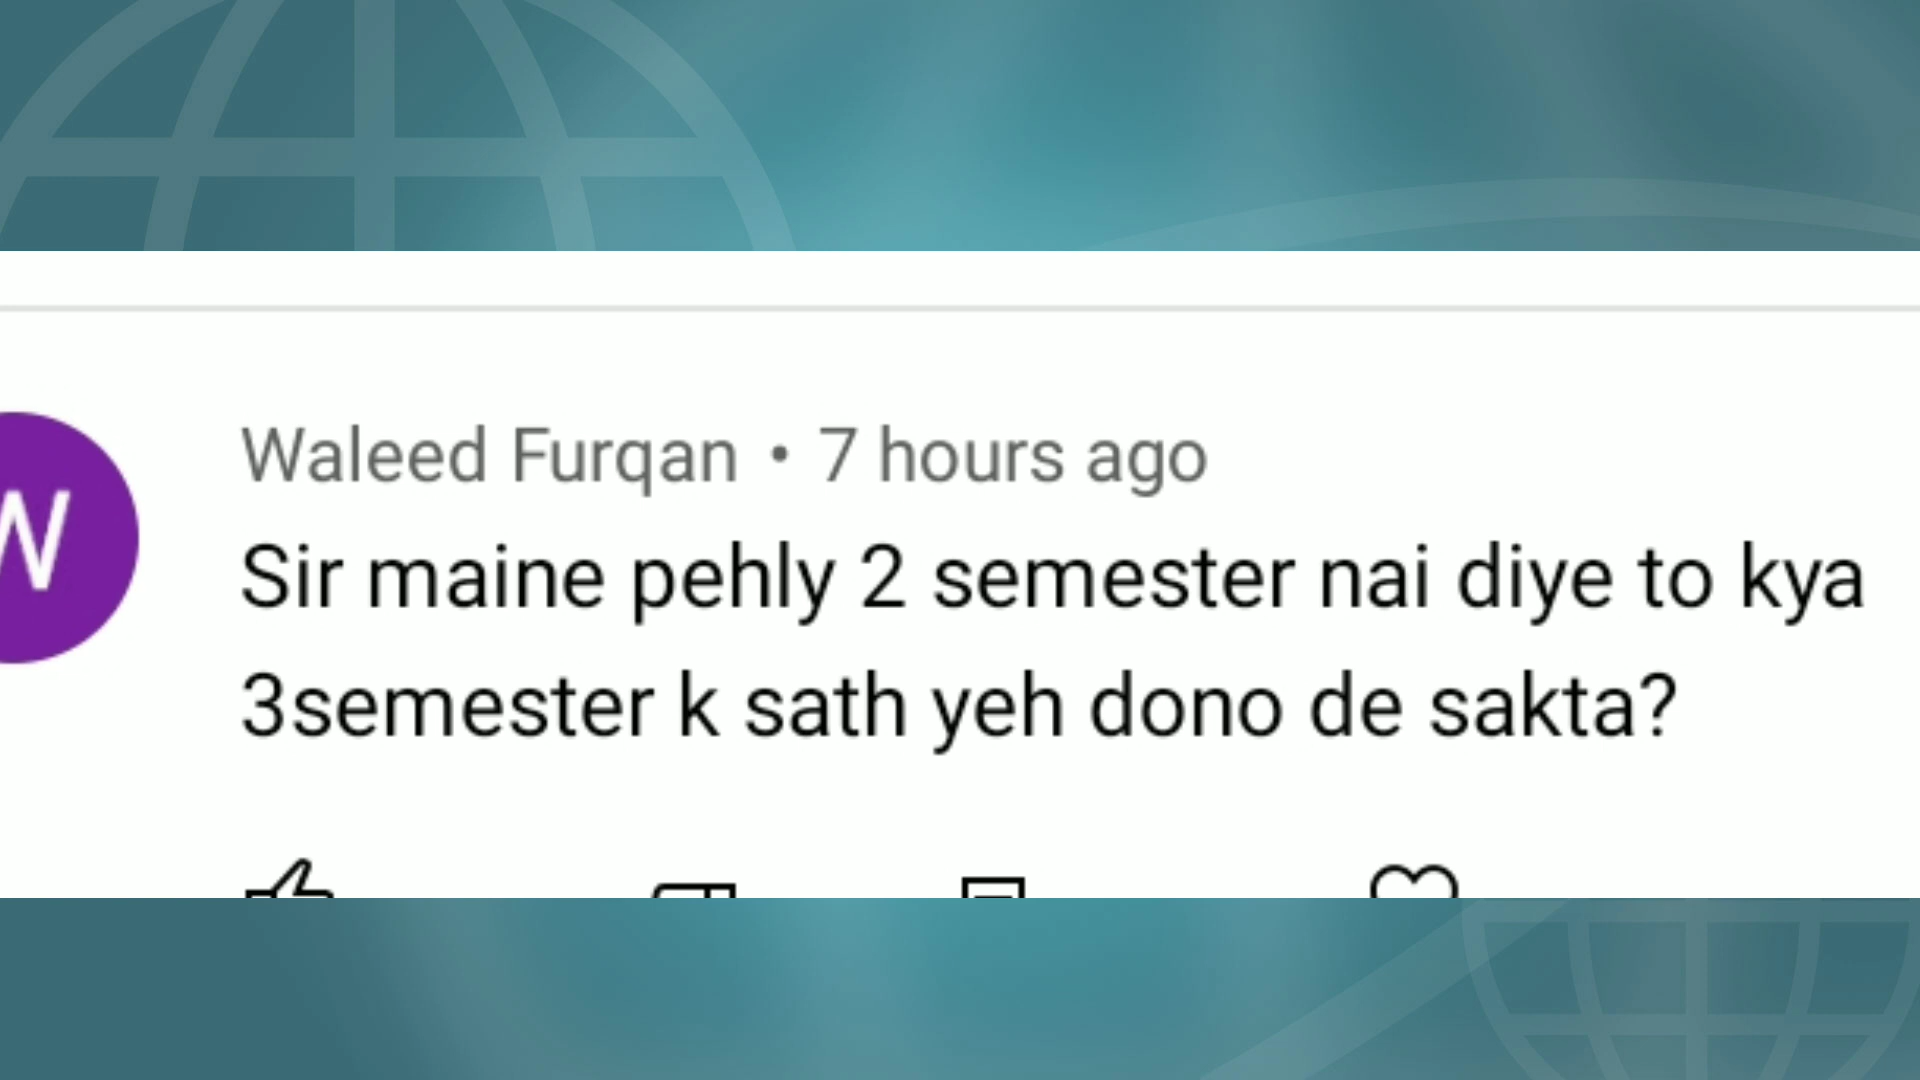 Waleed Furqan • 7 hours ago
Sir maine pehly 2 semester nai diye to kya
3semester k sath yeh dono de sakta?